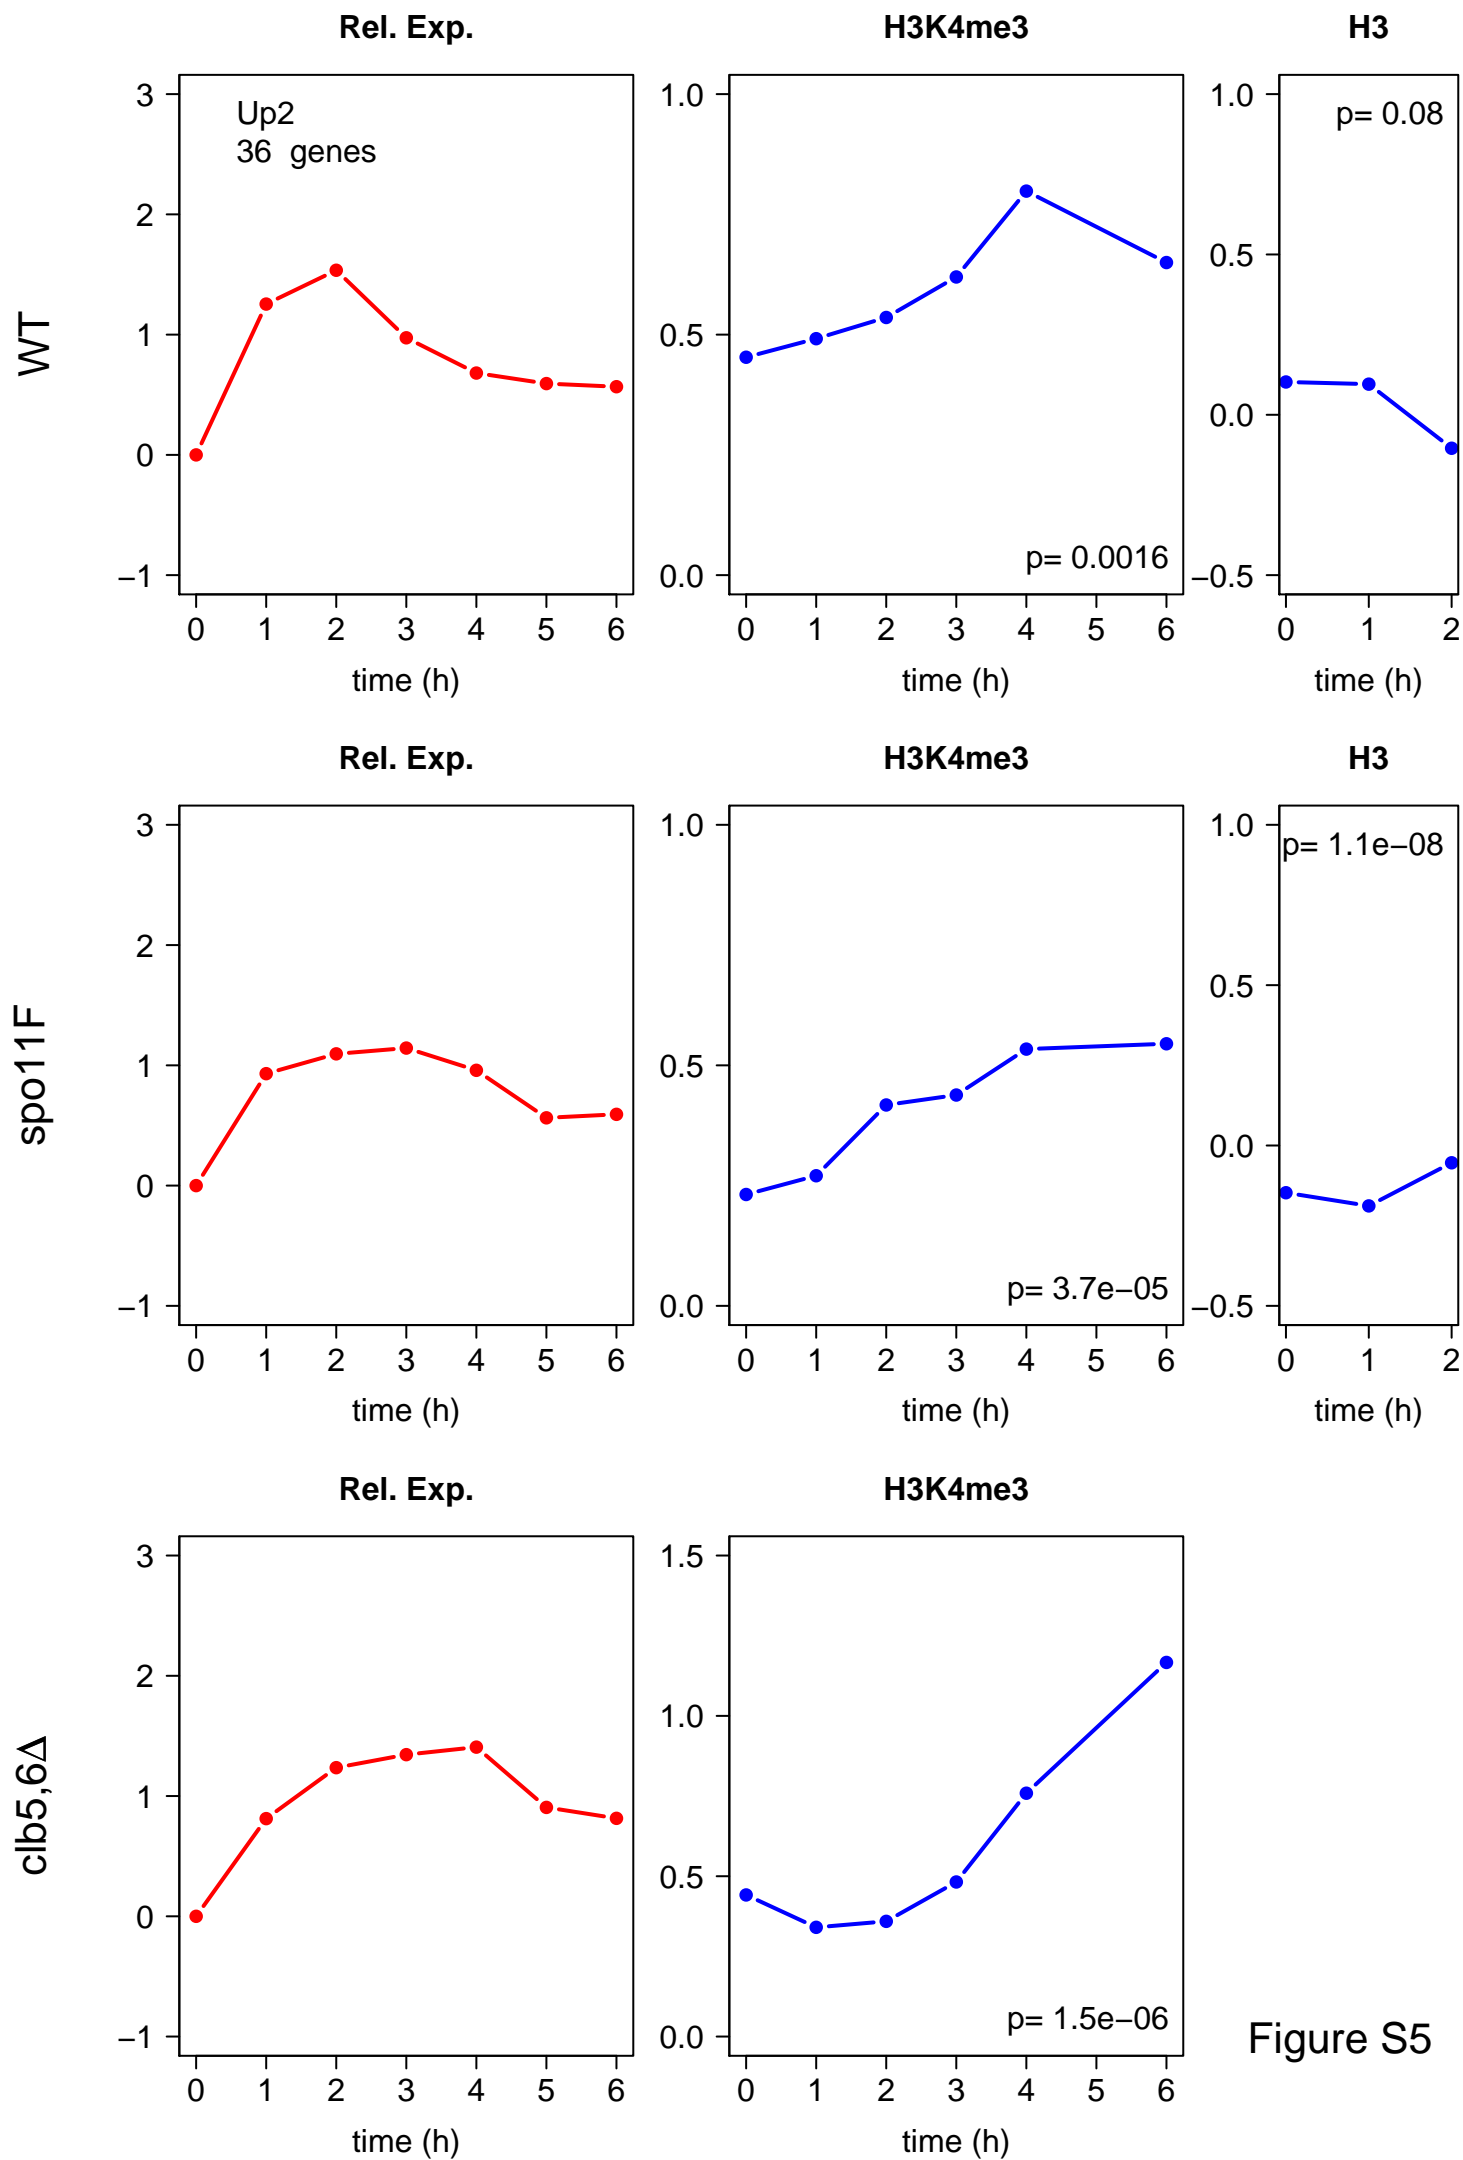 Rel. Exp.
H3K4me3
H3
WT
3
2
1
0
−1
Up2
36  genes
0 1 2 3 4 5 6
time (h)
1.0
0.5
0.0
p= 0.0016
0 1 2 3 4 5 6
time (h)
1.0
0.5
0.0
−0.5
p= 0.08
0 1 2
time (h)
Rel. Exp.
H3K4me3
H3
spo11F
3
2
1
0
−1
0 1 2 3 4 5 6
time (h)
1.0
0.5
0.0
p= 3.7e−05
0 1 2 3 4 5 6
time (h)
1.0
0.5
0.0
−0.5
p= 1.1e−08
0 1 2
time (h)
Rel. Exp.
H3K4me3
clb5,6Δ
3
2
1
0
−1
0 1 2 3 4 5 6
time (h)
1.5
1.0
0.5
0.0
p= 1.5e−06
0 1 2 3 4 5 6
time (h)
Figure S5